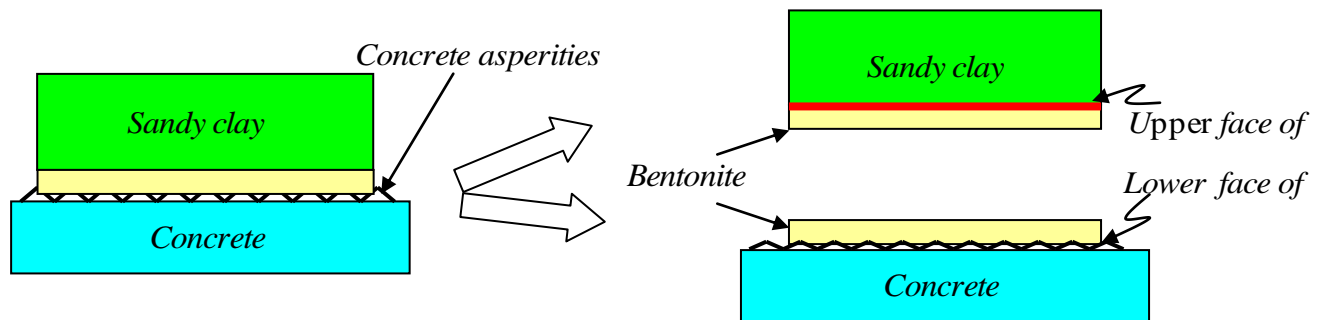 Concrete asperities
Sandy clay
Concrete
Sandy clay
Upper face of
Bentonite
Lower face of
Concrete